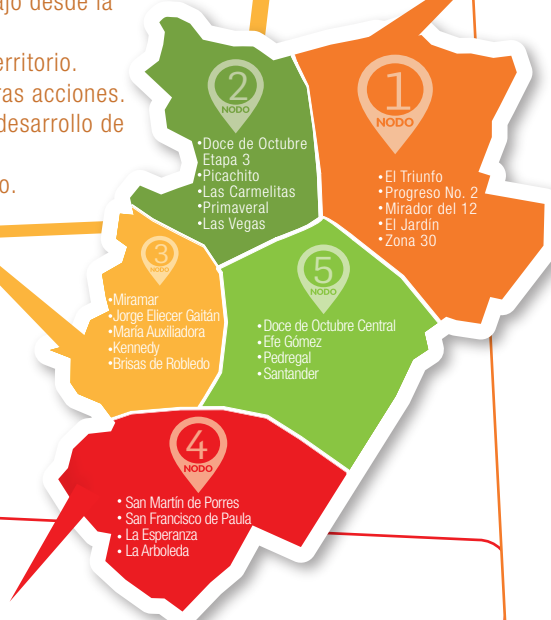 desde la
erritorio.
ras acciones.
desarrollo de
o.
2
NODO
•Doce de Octubre
Etapa 3
•Picachito
•Las Carmelitas
•Primaveral
•Las Vegas
1
NODO
•El Triunfo
•Progreso No. 2
•Mirador del 12
•El Jardín
•Zona 30
3
NODO
•Miramar
•Jorge Eliecer Gaitán
•María Auxiliadora
•Kennedy
•Brisas de Robledo
5
NODO
•Doce de Octubre Central
•Efe Gómez
•Pedregal
•Santander
4
NODO
• San Martín de Porres
• San Francisco de Paula
• La Esperanza
• La Arboleda